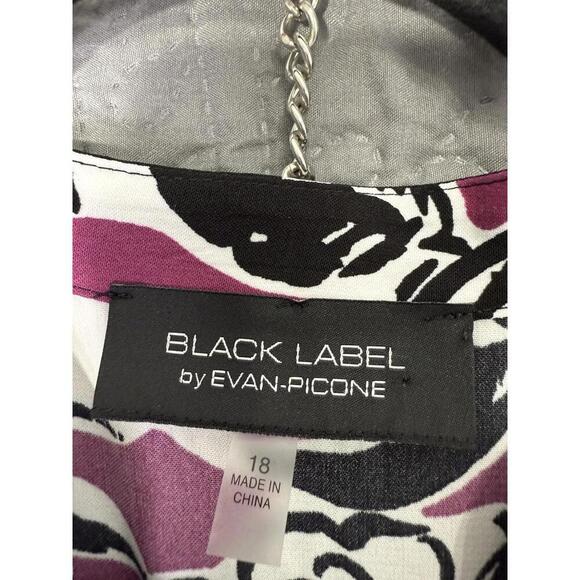 BLACK LABEL
by EVAN-PICONE
18
MADE IN
CHINA